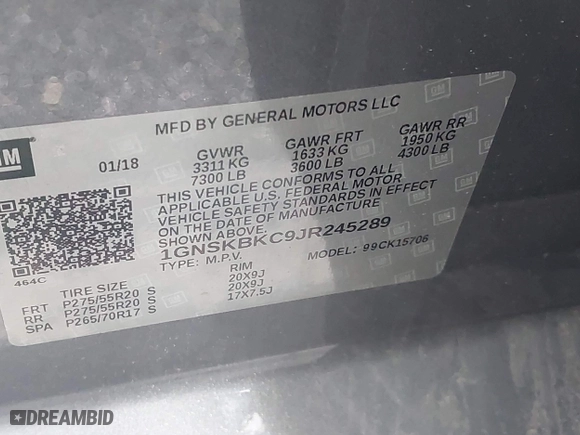 MFD BY GENERAL MOTORS LLC
GM
01/18
GVWR GAWR FRT GAWR RR
3311 KG 1633 KG 1950 KG
7300 LB 3600 LB 4300 LB
THIS VEHICLE CONFORMS TO ALL
APPLICABLE U.S. FEDERAL MOTOR
VEHICLE SAFETY STANDARDS IN EFFECT
ON THE DATE OF MANUFACTURE
SHOWN ABOVE.
1GNSKBKC9JR245289
TYPE: M.P.V. MODEL: 99CK15706
464C
TIRE SIZE RIM
FRT P275/55R20 S 20X9J
RR P275/55R20 S 20X9J
SPA P265/70R17 S 17X7.5J
DREAMBID